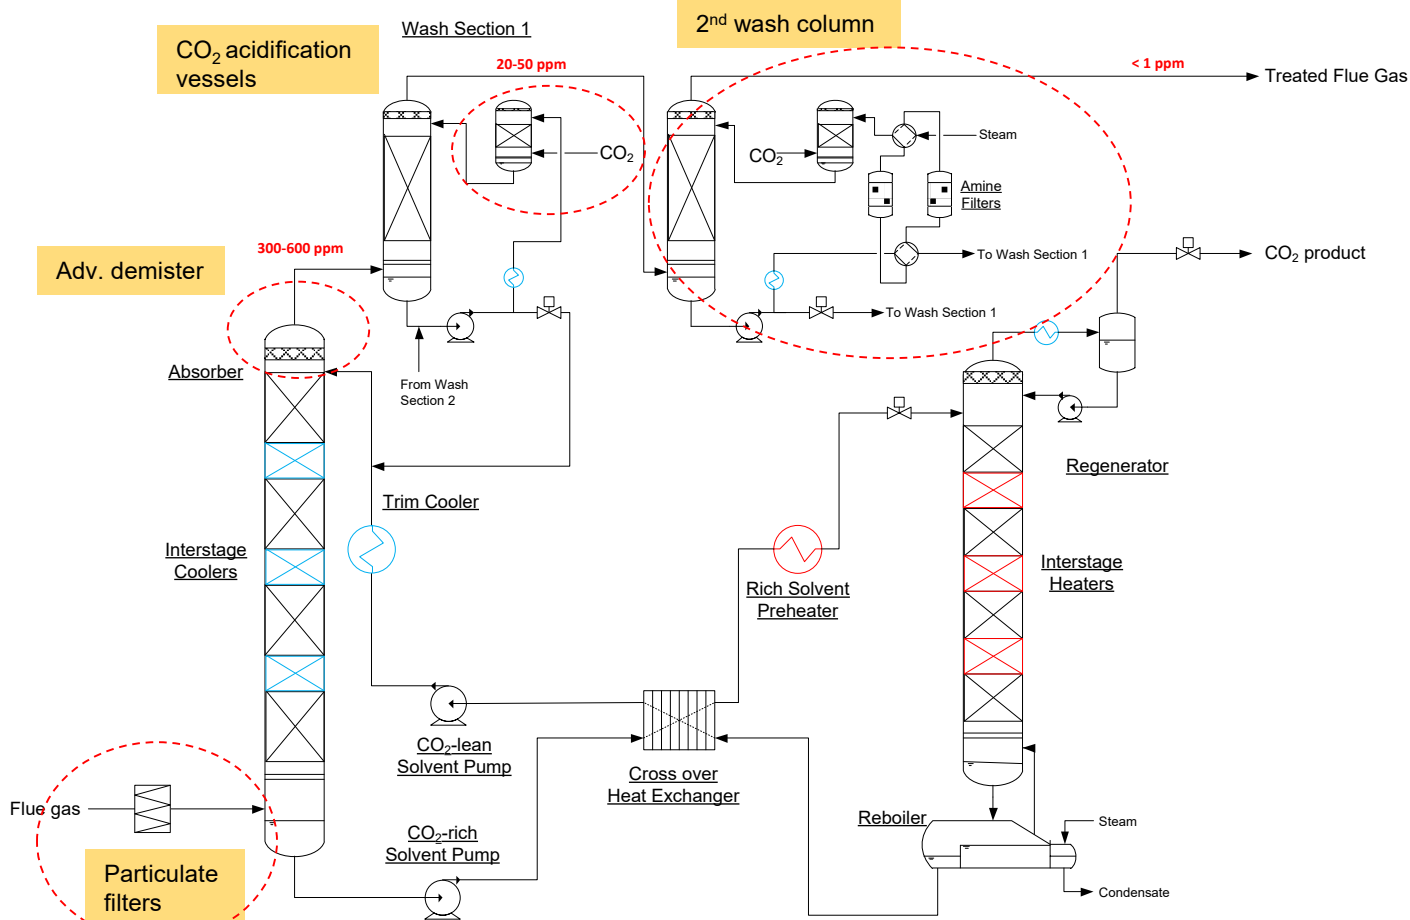 Wash Section 1
2nd wash column
CO2 acidification
vessels
20-50 ppm
< 1 ppm
Treated Flue Gas
CO2
CO2
Steam
Amine
Filters
300-600 ppm
Adv. demister
To Wash Section 1
CO2 product
To Wash Section 1
Absorber
From Wash
Section 2
Regenerator
Trim Cooler
Interstage
Coolers
Interstage
Heaters
Rich Solvent
Preheater
CO2-lean
Solvent Pump
Cross over
Heat Exchanger
Flue gas
Reboiler
Steam
CO2-rich
Solvent Pump
Particulate
filters
Condensate